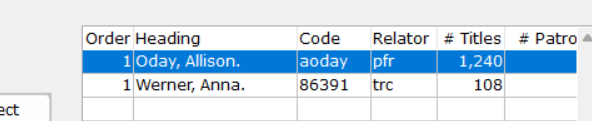 Order Heading Code Relator # Titles # Patro
1 Oday, Allison. aoday pfr 1,240
1 Werner, Anna. 86391 trc 108
ect